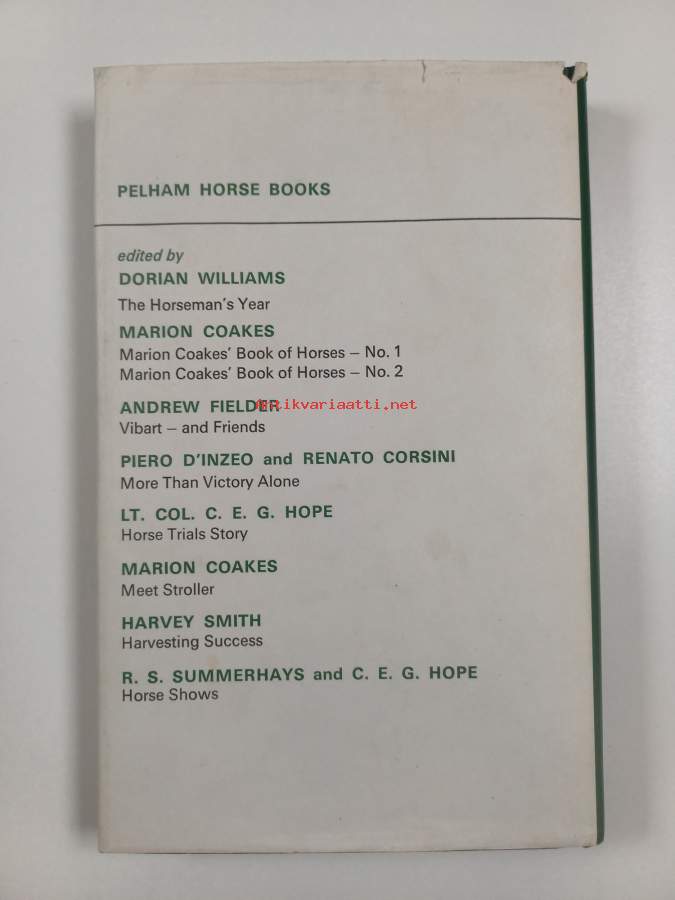 PELHAM HORSE BOOKS
edited by
DORIAN WILLIAMS
The Horseman's Year
MARION COAKES
Marion Coakes' Book of Horses – No. 1
Marion Coakes' Book of Horses – No. 2
ANDREW FIELDER
antikvariaatti.net
Vibart – and Friends
PIERO D'INZEO and RENATO CORSINI
More Than Victory Alone
LT. COL. C. E. G. HOPE
Horse Trials Story
MARION COAKES
Meet Stroller
HARVEY SMITH
Harvesting Success
R. S. SUMMERHAYS and C. E. G. HOPE
Horse Shows